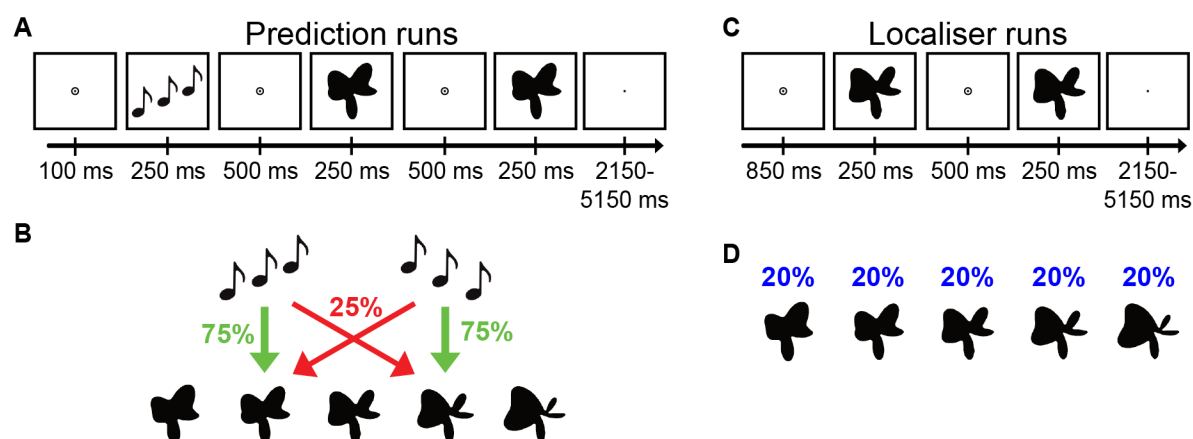 A
Prediction runs
100 ms
250 ms
500 ms
250 ms
500 ms
250 ms
2150-
5150 ms
B
75%
25%
75%
C
Localiser runs
850 ms
250 ms
500 ms
250 ms
2150-
5150 ms
D
20%
20%
20%
20%
20%